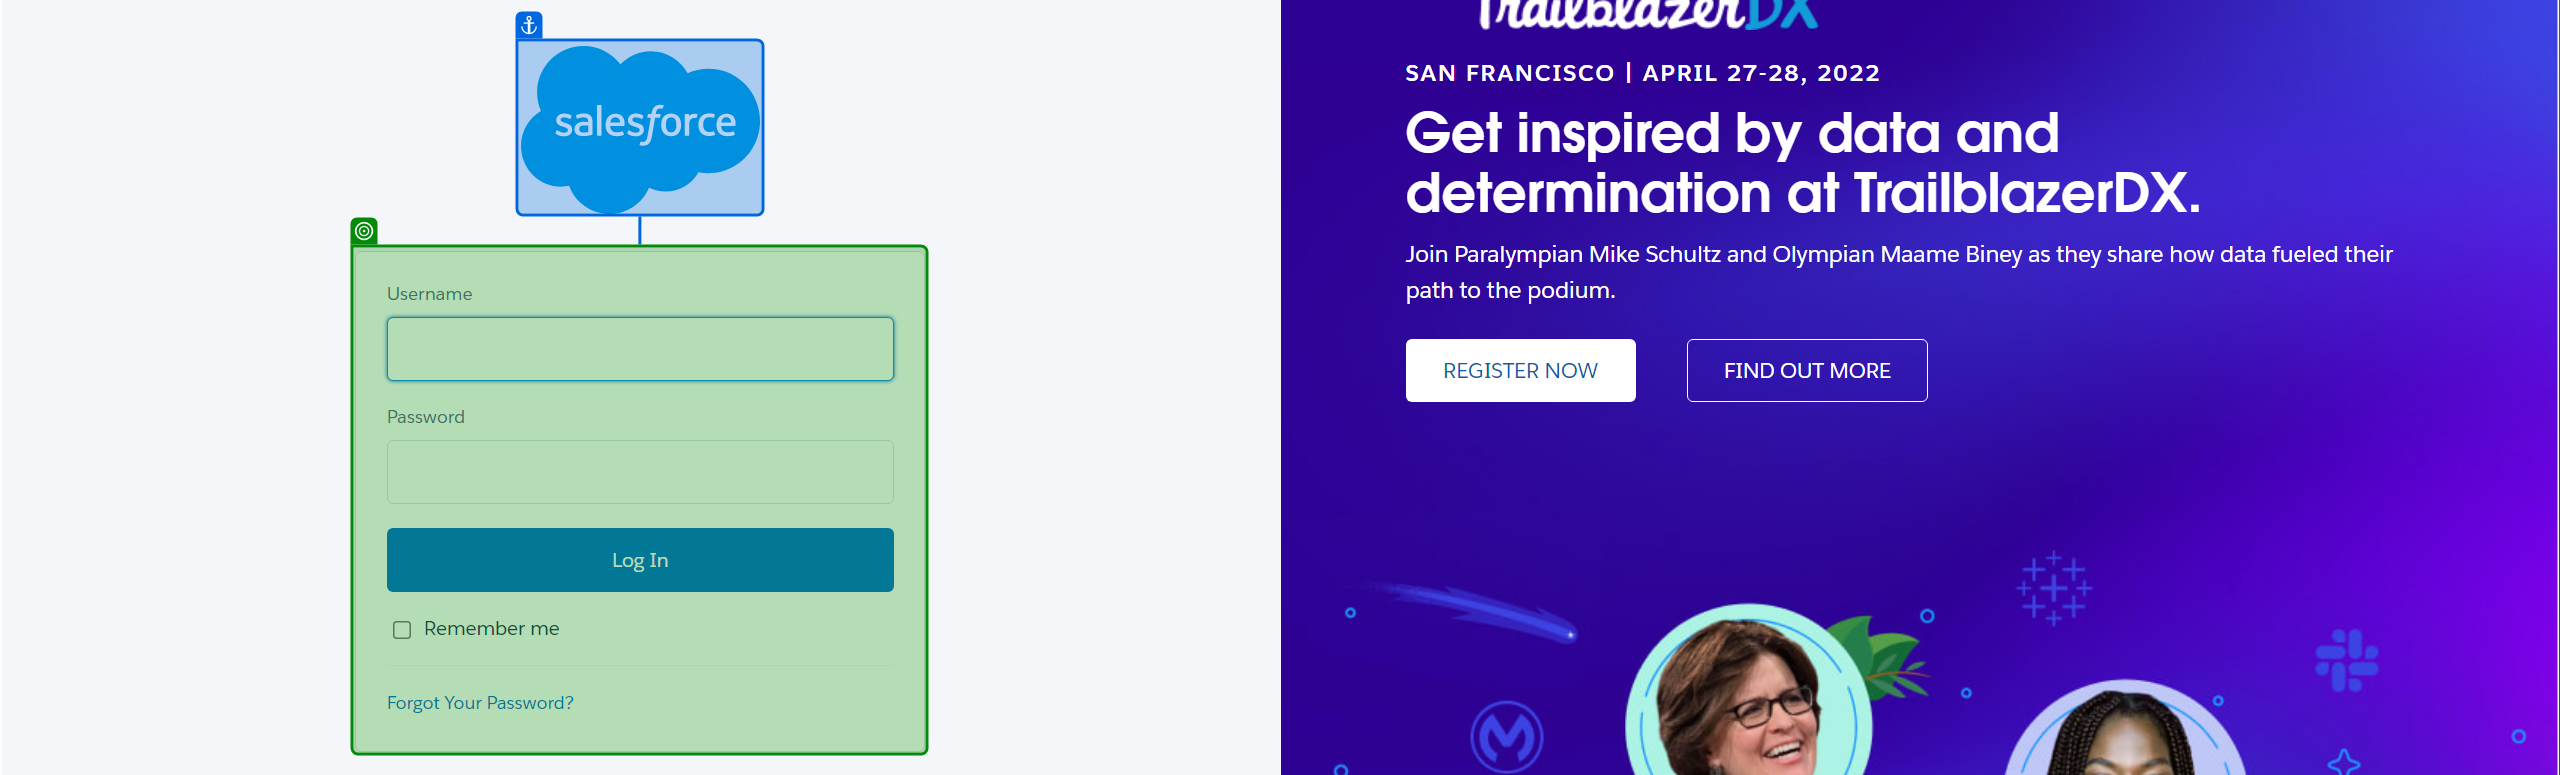 salesforce
Username
Password
Log In
Remember me
Forgot Your Password?
TrailblazerDX
SAN FRANCISCO | APRIL 27-28, 2022
Get inspired by data and
determination at TrailblazerDX.
Join Paralympian Mike Schultz and Olympian Maame Biney as they share how data fueled their
path to the podium.
REGISTER NOW
FIND OUT MORE